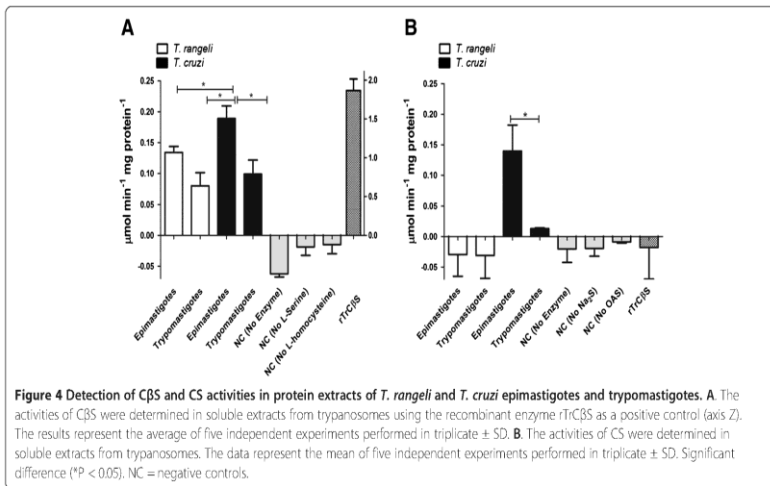 A
T. rangeli
T. cruzi
*
* *
μmol min⁻¹ mg protein⁻¹
0.25
0.20
0.15
0.10
0.05
0.00
-0.05
2.0
1.5
1.0
0.5
0.0
Epimastigotes
Trypomastigotes
Epimastigotes
Trypomastigotes
NC (No Enzyme)
NC (No L-Serine)
NC (No L-homocysteine)
rTrCβS
B
T. rangeli
T. cruzi
*
μmol min⁻¹ mg protein⁻¹
0.25
0.20
0.15
0.10
0.05
0.00
-0.05
Epimastigotes
Trypomastigotes
Epimastigotes
Trypomastigotes
NC (No Enzyme)
NC (No Na₂S)
NC (No OAS)
rTrCβS
Figure 4 Detection of CβS and CS activities in protein extracts of T. rangeli and T. cruzi epimastigotes and trypomastigotes. A. The
activities of CβS were determined in soluble extracts from trypanosomes using the recombinant enzyme rTrCβS as a positive control (axis Z).
The results represent the average of five independent experiments performed in triplicate ± SD. B. The activities of CS were determined in
soluble extracts from trypanosomes. The data represent the mean of five independent experiments performed in triplicate ± SD. Significant
difference (*P < 0.05). NC = negative controls.